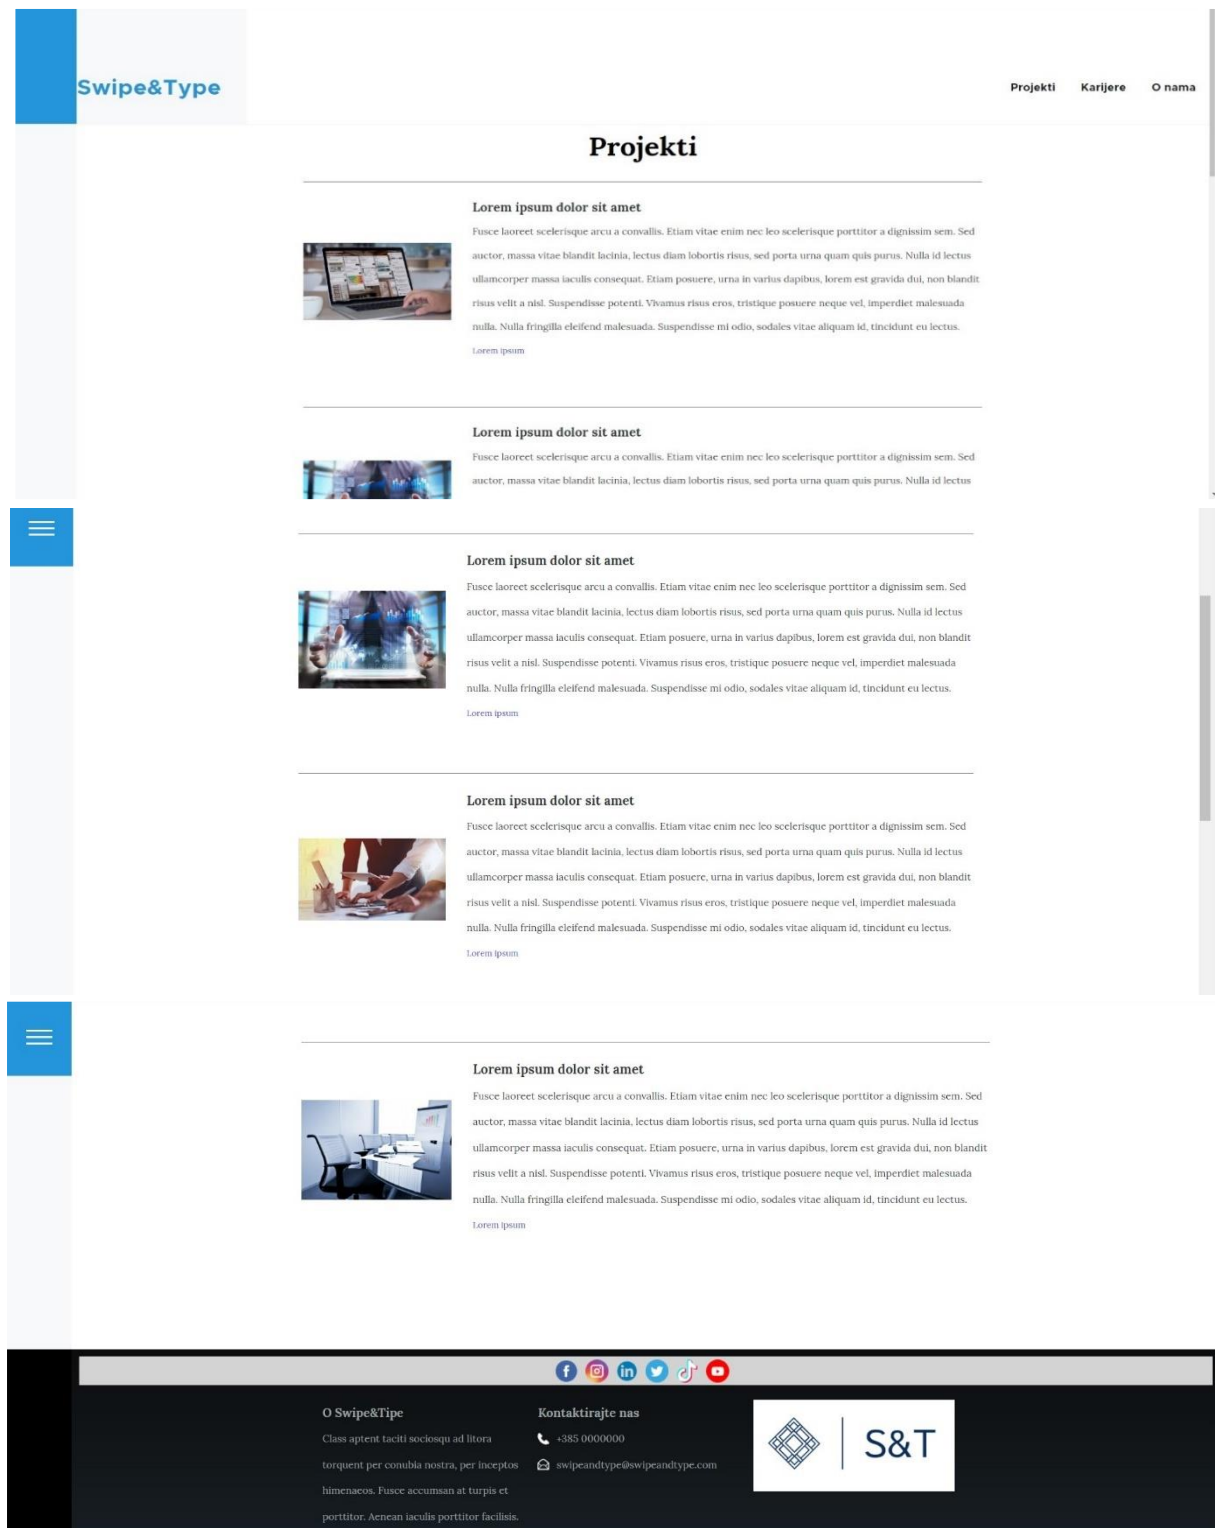 Swipe&Type
Projekti Karijere O nama
Projekti
Lorem ipsum dolor sit amet
Fusce laoreet scelerisque arcu a convallis. Etiam vitae enim nec leo scelerisque porttitor a dignissim sem. Sed
auctor, massa vitae blandit lacinia, lectus diam lobortis risus, sed porta urna quam quis purus. Nulla id lectus
ullamcorper massa iaculis consequat. Etiam posuere, urna in varius dapibus, lorem est gravida dui, non blandit
risus velit a nisl. Suspendisse potenti. Vivamus risus eros, tristique posuere neque vel, imperdiet malesuada
nulla. Nulla fringilla eleifend malesuada. Suspendisse mi odio, sodales vitae aliquam id, tincidunt eu lectus.
Lorem ipsum
Lorem ipsum dolor sit amet
Fusce laoreet scelerisque arcu a convallis. Etiam vitae enim nec leo scelerisque porttitor a dignissim sem. Sed
auctor, massa vitae blandit lacinia, lectus diam lobortis risus, sed porta urna quam quis purus. Nulla id lectus
Lorem ipsum dolor sit amet
Fusce laoreet scelerisque arcu a convallis. Etiam vitae enim nec leo scelerisque porttitor a dignissim sem. Sed
auctor, massa vitae blandit lacinia, lectus diam lobortis risus, sed porta urna quam quis purus. Nulla id lectus
ullamcorper massa iaculis consequat. Etiam posuere, urna in varius dapibus, lorem est gravida dui, non blandit
risus velit a nisl. Suspendisse potenti. Vivamus risus eros, tristique posuere neque vel, imperdiet malesuada
nulla. Nulla fringilla eleifend malesuada. Suspendisse mi odio, sodales vitae aliquam id, tincidunt eu lectus.
Lorem ipsum
Lorem ipsum dolor sit amet
Fusce laoreet scelerisque arcu a convallis. Etiam vitae enim nec leo scelerisque porttitor a dignissim sem. Sed
auctor, massa vitae blandit lacinia, lectus diam lobortis risus, sed porta urna quam quis purus. Nulla id lectus
ullamcorper massa iaculis consequat. Etiam posuere, urna in varius dapibus, lorem est gravida dui, non blandit
risus velit a nisl. Suspendisse potenti. Vivamus risus eros, tristique posuere neque vel, imperdiet malesuada
nulla. Nulla fringilla eleifend malesuada. Suspendisse mi odio, sodales vitae aliquam id, tincidunt eu lectus.
Lorem ipsum
Lorem ipsum dolor sit amet
Fusce laoreet scelerisque arcu a convallis. Etiam vitae enim nec leo scelerisque porttitor a dignissim sem. Sed
auctor, massa vitae blandit lacinia, lectus diam lobortis risus, sed porta urna quam quis purus. Nulla id lectus
ullamcorper massa iaculis consequat. Etiam posuere, urna in varius dapibus, lorem est gravida dui, non blandit
risus velit a nisl. Suspendisse potenti. Vivamus risus eros, tristique posuere neque vel, imperdiet malesuada
nulla. Nulla fringilla eleifend malesuada. Suspendisse mi odio, sodales vitae aliquam id, tincidunt eu lectus.
Lorem ipsum
O Swipe&Tipe
Class aptent taciti sociosqu ad litora
torquent per conubia nostra, per inceptos
himenaeos. Fusce accumsan at turpis et
porttitor. Aenean iaculis porttitor facilisis.
Kontaktirajte nas
+385 0000000
swipeandtype@swipeandtype.com
S&T